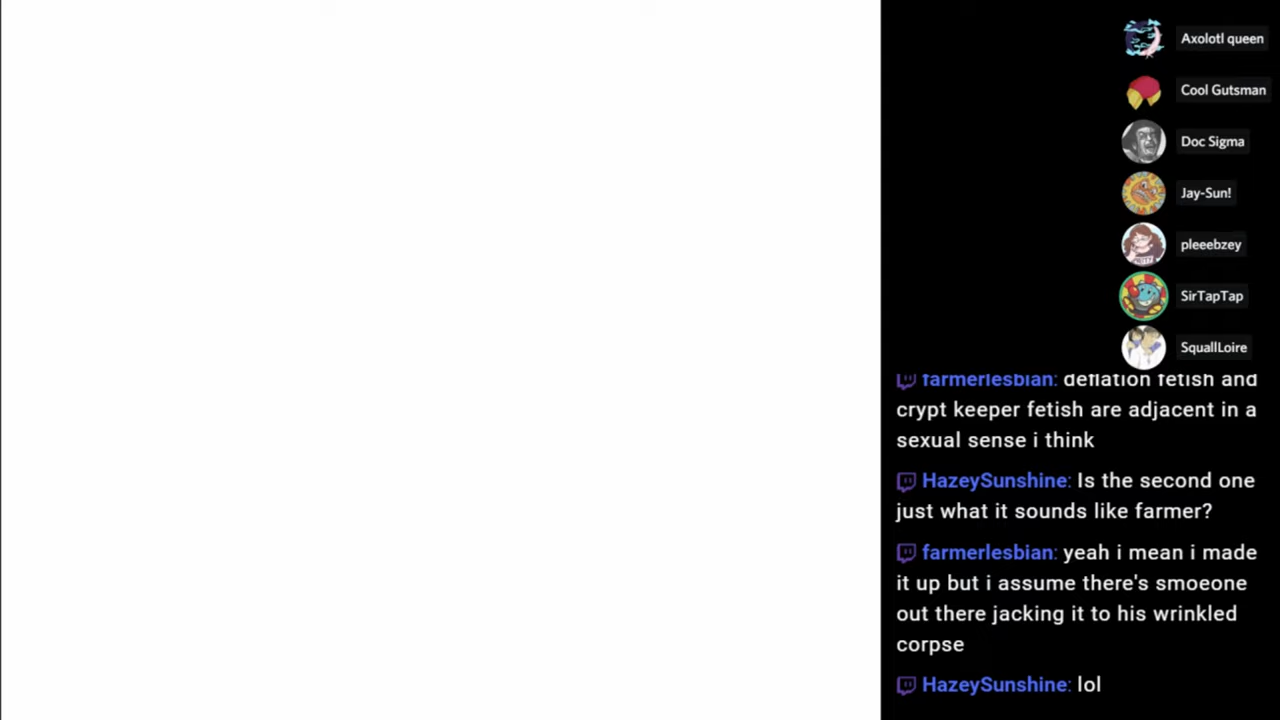 Axolotl queen
Cool Gutsman
Doc Sigma
Jay-Sun!
pleeebzey
SirTapTap
SquallLoire
farmerlesbian: deflation fetish and
crypt keeper fetish are adjacent in a
sexual sense i think
HazeySunshine: Is the second one
just what it sounds like farmer?
farmerlesbian: yeah i mean i made
it up but i assume there's smoeone
out there jacking it to his wrinkled
corpse
HazeySunshine: lol